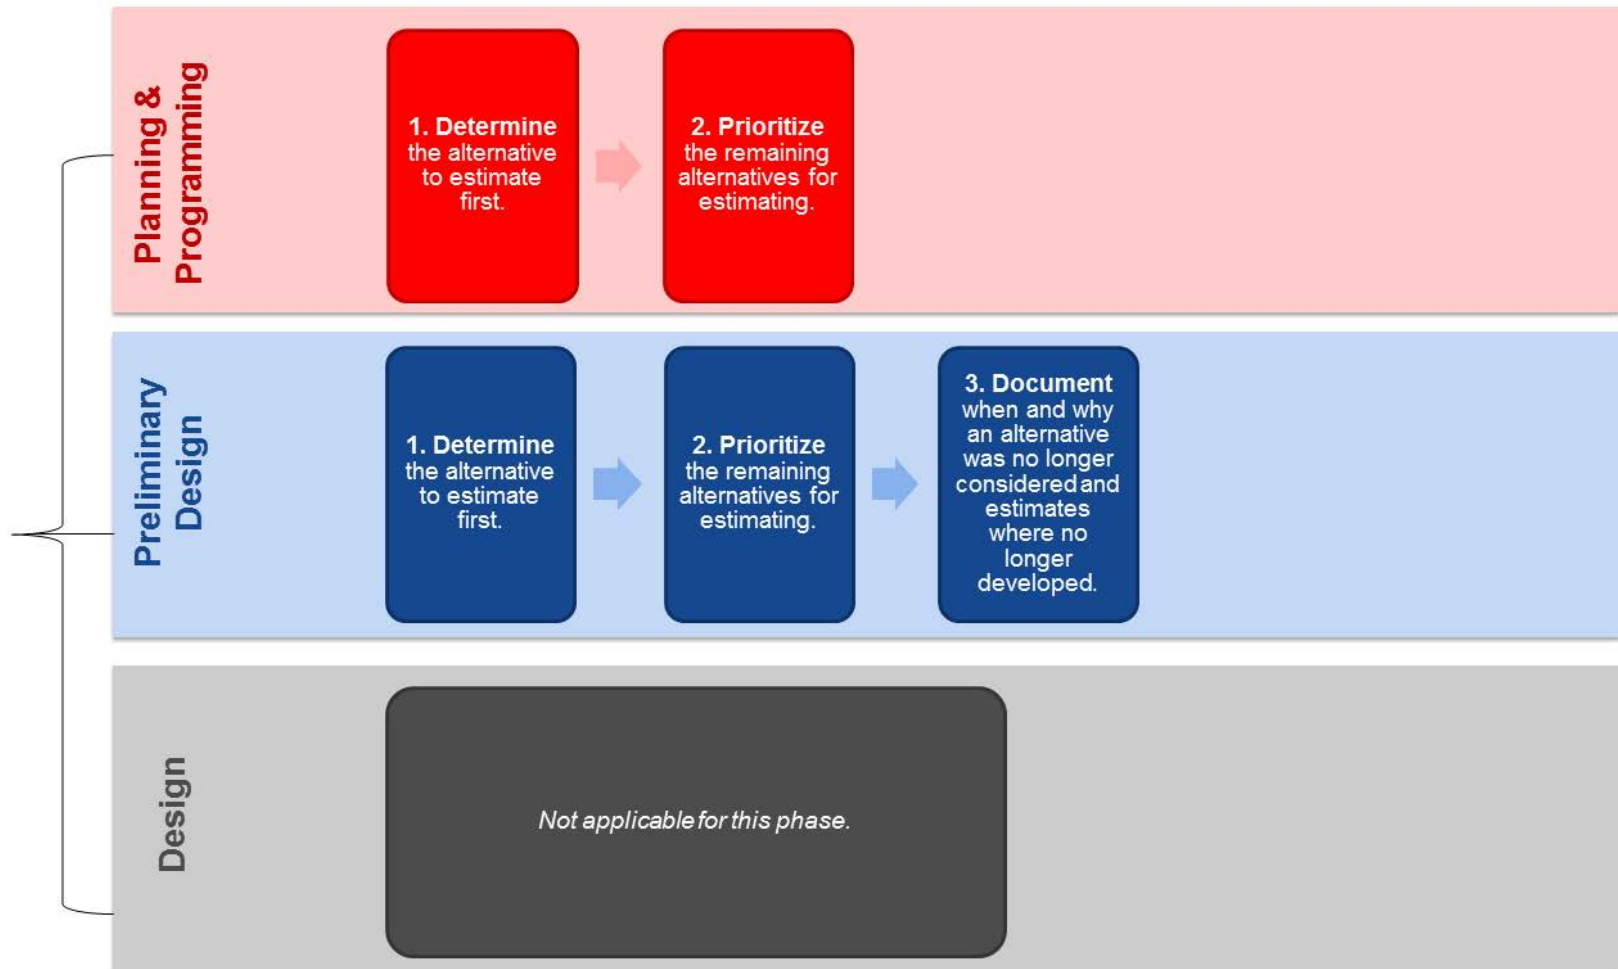 Planning &
Programming
1. Determine
the alternative
to estimate
first.
2. Prioritize
the remaining
alternatives for
estimating.
Preliminary
Design
1. Determine
the alternative
to estimate
first.
2. Prioritize
the remaining
alternatives for
estimating.
3. Document
when and why
an alternative
was no longer
considered and
estimates
where no
longer
developed.
Design
Not applicable for this phase.